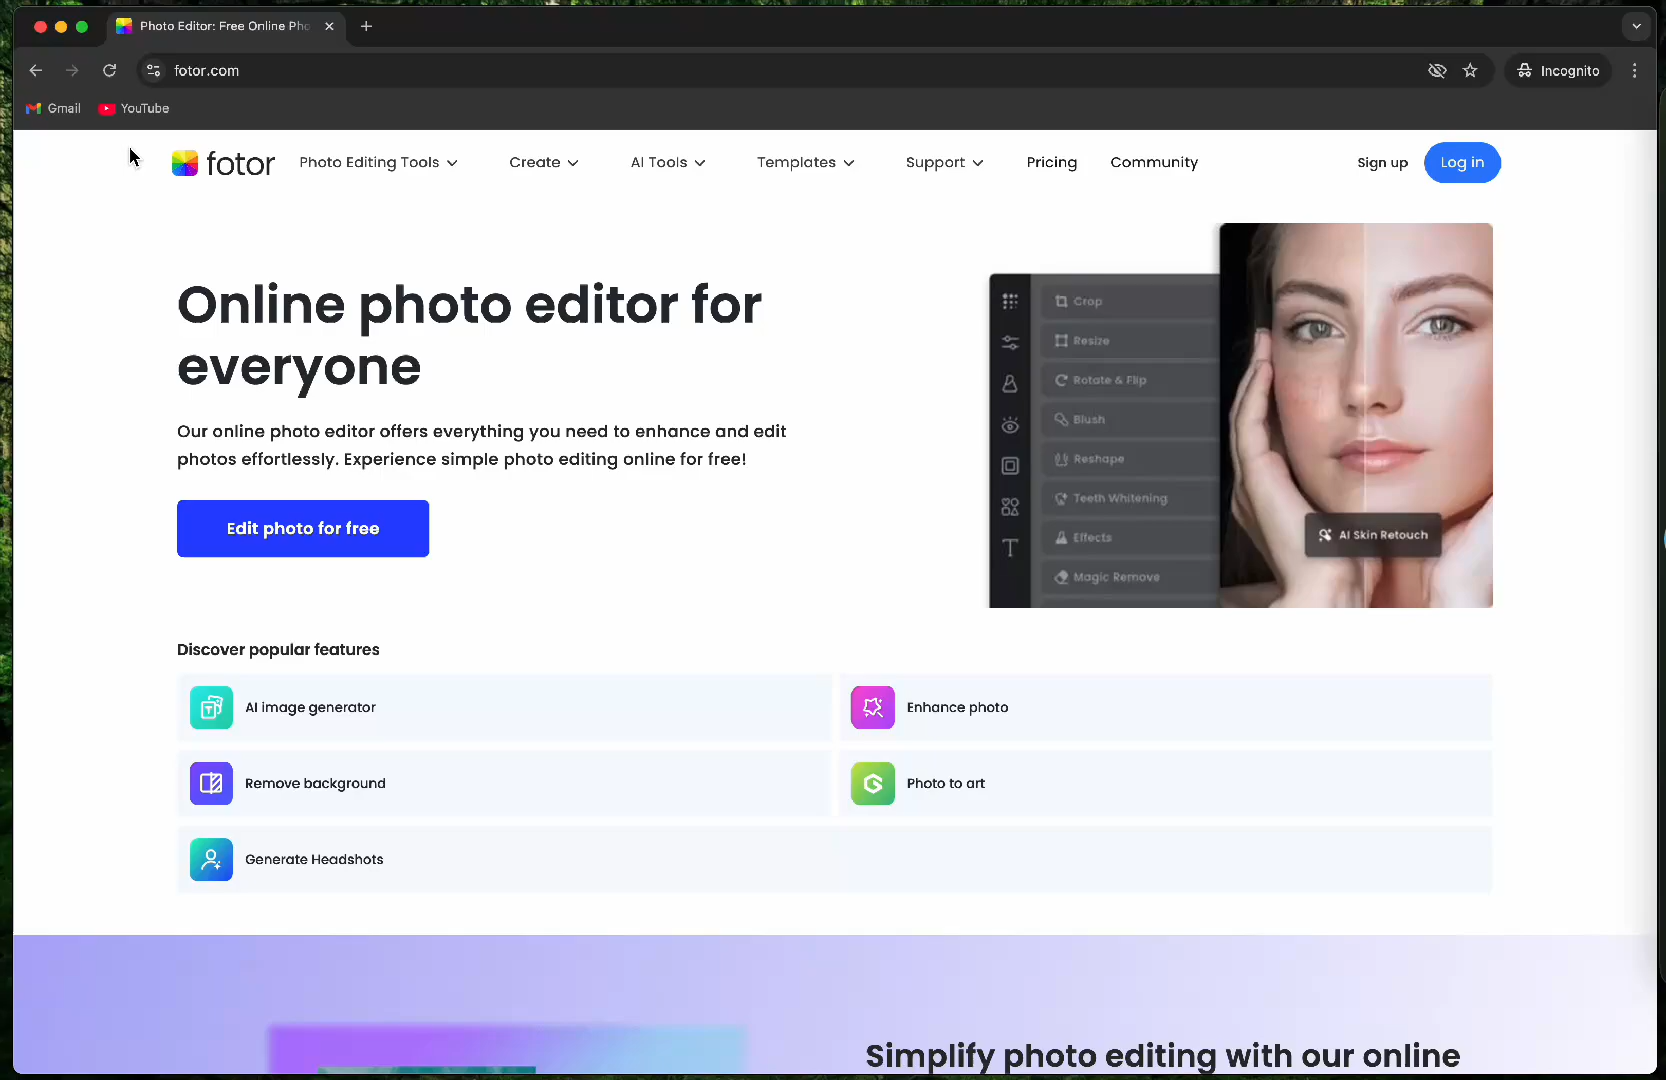 Photo Editor: Free Online Pho
fotor.com
Incognito
Gmail
YouTube
fotor
Photo Editing Tools
Create
AI Tools
Templates
Support
Pricing
Community
Sign up
Log in
Online photo editor for
everyone
Our online photo editor offers everything you need to enhance and edit
photos effortlessly. Experience simple photo editing online for free!
Edit photo for free
Crop
Resize
Rotate & Flip
Blush
Reshape
Teeth Whitening
Effects
Magic Remove
AI Skin Retouch
Discover popular features
AI image generator
Enhance photo
Remove background
Photo to art
Generate Headshots
Simplify photo editing with our online